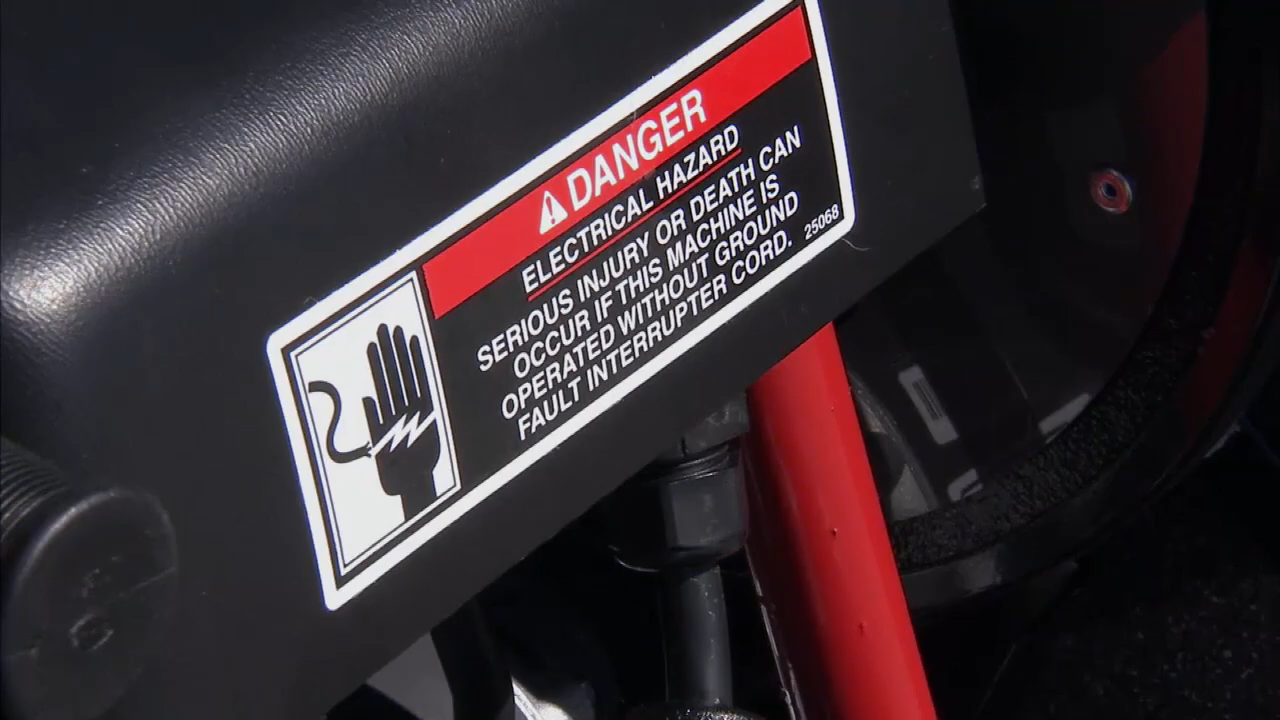 DANGER
ELECTRICAL HAZARD
SERIOUS INJURY OR DEATH CAN
OCCUR IF THIS MACHINE IS
OPERATED WITHOUT GROUND
FAULT INTERRUPTER CORD.
25068